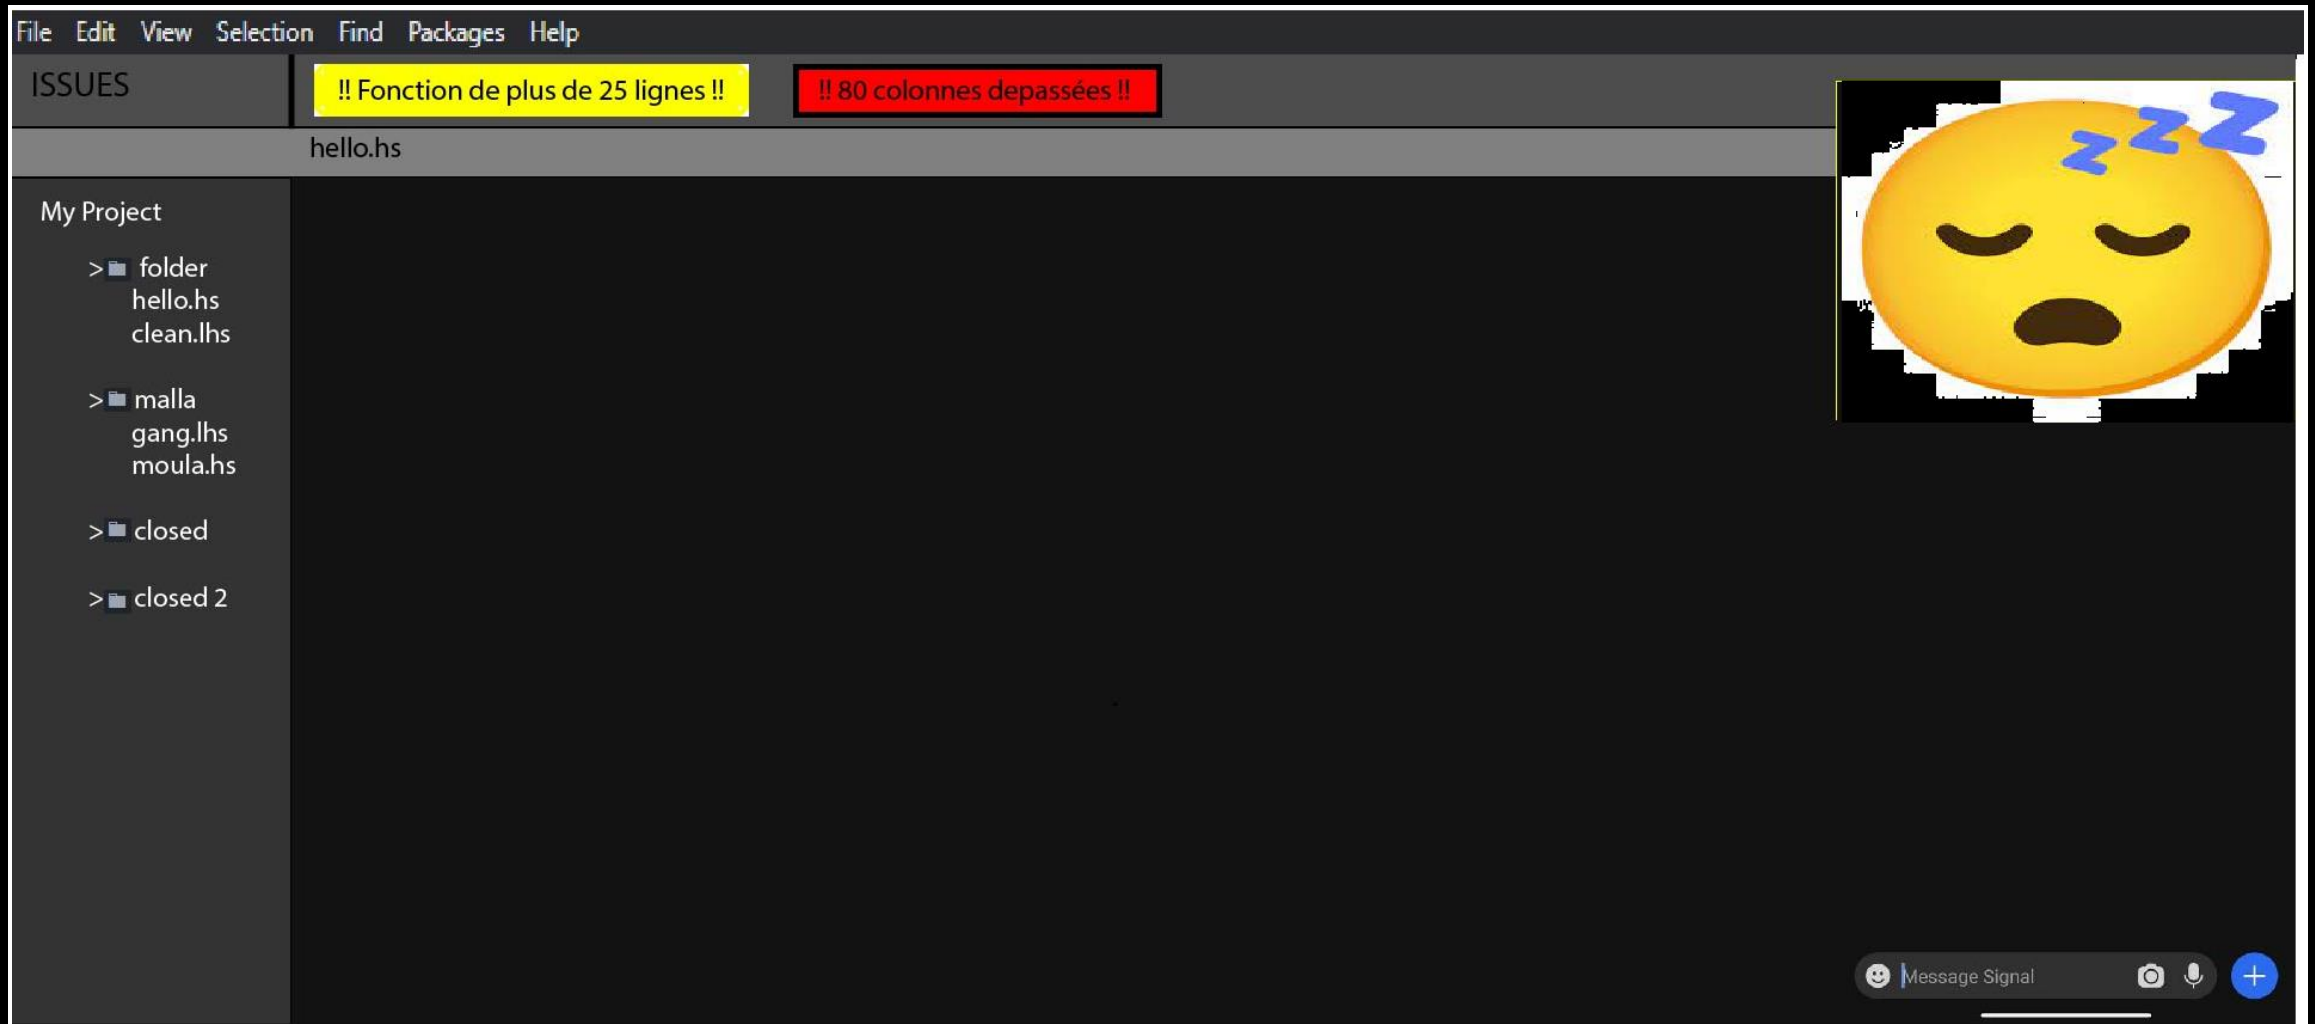 File Edit View Selection Find Packages Help
ISSUES
!! Fonction de plus de 25 lignes !!
!! 80 colonnes depassées !!
hello.hs
My Project
> folder
hello.hs
clean.lhs
> malla
gang.lhs
moula.hs
> closed
> closed 2
z z z
Message Signal